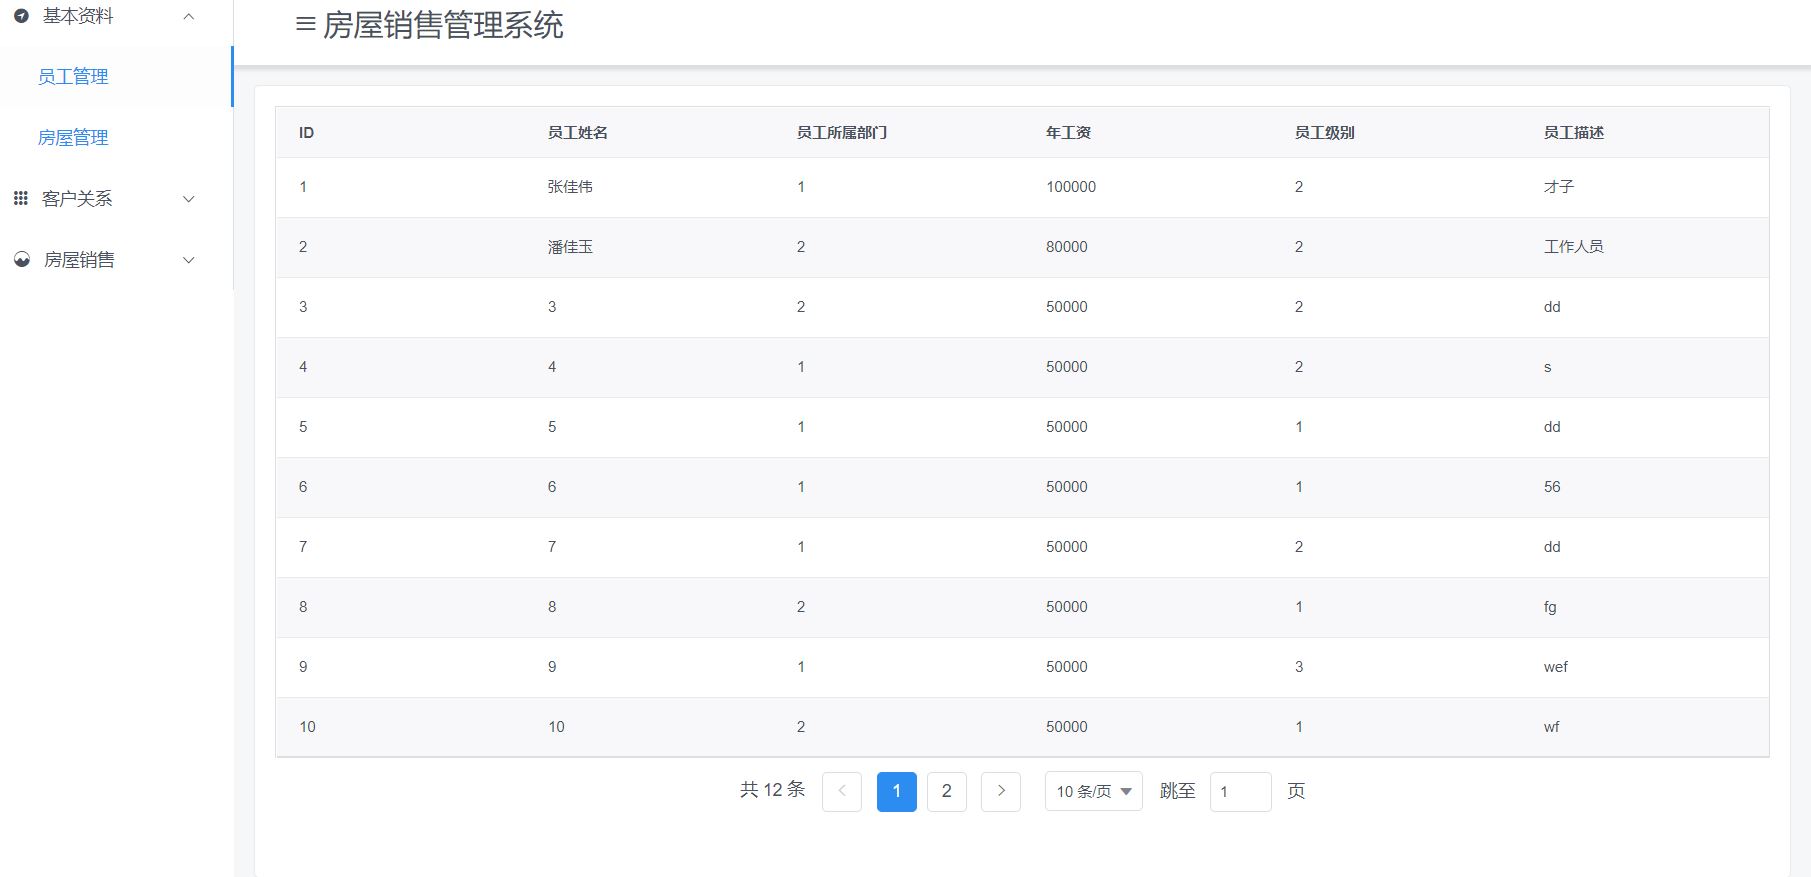 基本资料
员工管理
房屋管理
客户关系
房屋销售
房屋销售管理系统
ID 员工姓名 员工所属部门 年工资 员工级别 员工描述
1 张佳伟 1 100000 2 才子
2 潘佳玉 2 80000 2 工作人员
3 3 2 50000 2 dd
4 4 1 50000 2 s
5 5 1 50000 1 dd
6 6 1 50000 1 56
7 7 1 50000 2 dd
8 8 2 50000 1 fg
9 9 1 50000 3 wef
10 10 2 50000 1 wf
共 12 条 1 2 10 条/页 跳至 1 页